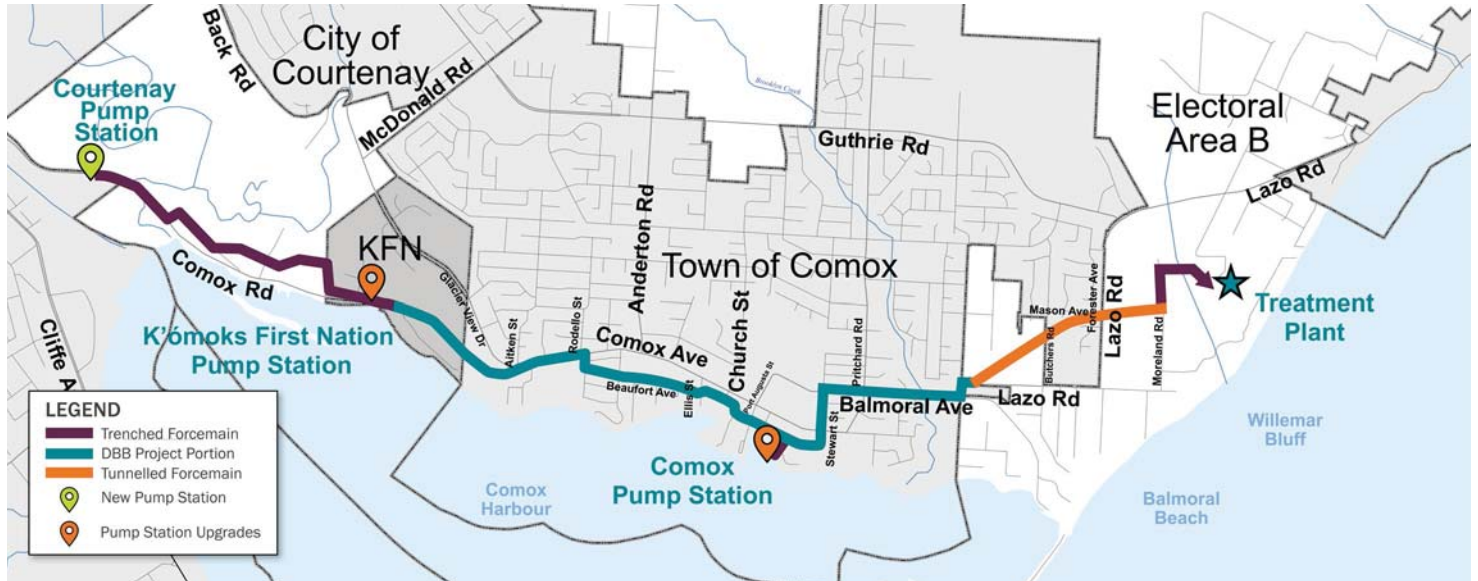 Back Rd
City of
Courtenay
McDonald Rd
Courtenay
Pump
Station
Brooklyn Creek
Guthrie Rd
Electoral
Area B
Lazo Rd
KFN
Anderton Rd
Town of Comox
Comox Rd
Glacier View Dr
Aitken St
Rodello St
Comox Ave
Church St
Port Augusta St
Pritchard Rd
Mason Ave
Butchers Rd
Forester Ave
Lazo Rd
Moreland Rd
Treatment
Plant
K'ómoks First Nation
Pump Station
Cliffe A
Beaufort Ave
Ellis St
Stewart St
Balmoral Ave
Lazo Rd
Willemar
Bluff
Comox
Pump Station
Comox
Harbour
Balmoral
Beach
LEGEND
Trenched Forcemain
DBB Project Portion
Tunnelled Forcemain
New Pump Station
Pump Station Upgrades